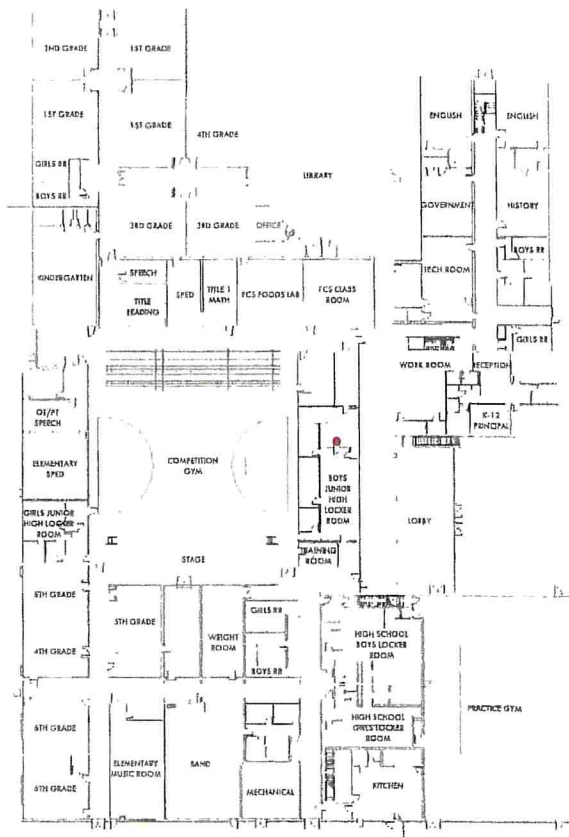 2ND GRADE
1ST GRADE
1ST GRADE
1ST GRADE
4TH GRADE
ENGLISH
ENGLISH
GIRLS RR
LIBRARY
BOYS RR
GOVERNMENT
HISTORY
3RD GRADE
3RD GRADE
OFFICE
BOYS RR
KINDERGARTEN
SPEECH
SPED
TITLE 1
MATH
FCS FOODS LAB
FCS CLASS
ROOM
TECH ROOM
TITLE
READING
GIRLS RR
WORK ROOM
RECEPTION
OT/PT
SPEECH
K-12
PRINCIPAL
ELEMENTARY
SPED
COMPETITION
GYM
BOYS
JUNIOR
HIGH
LOCKER
ROOM
GIRLS JUNIOR
HIGH LOCKER
ROOM
LOBBY
STAGE
TRAINING
ROOM
5TH GRADE
5TH GRADE
GIRLS RR
HIGH SCHOOL
BOYS LOCKER
ROOM
4TH GRADE
WEIGHT
ROOM
BOYS RR
PRACTICE GYM
6TH GRADE
HIGH SCHOOL
GIRLS LOCKER
ROOM
ELEMENTARY
MUSIC ROOM
BAND
6TH GRADE
MECHANICAL
KITCHEN